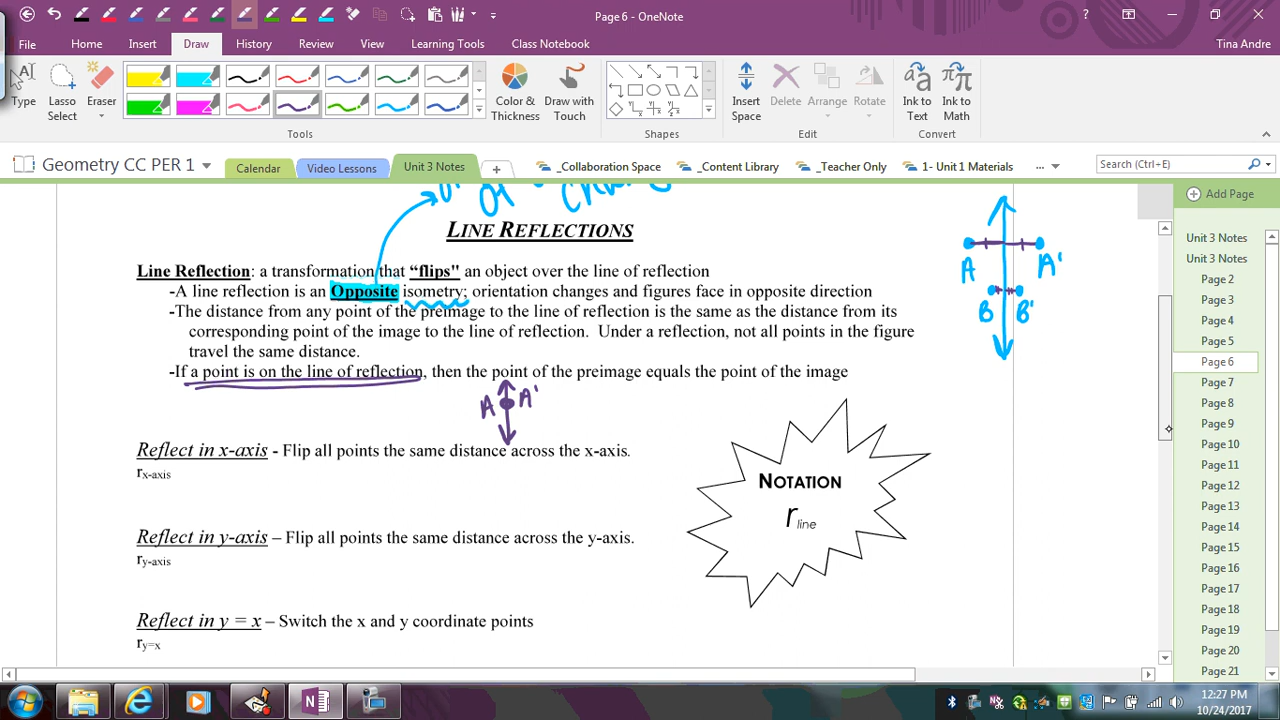 Page 6 - OneNote
?
File
Home
Insert
Draw
History
Review
View
Learning Tools
Class Notebook
Tina Andre
Type
Lasso Select
Eraser
Color & Thickness
Draw with Touch
Insert Space
Delete
Arrange
Rotate
Ink to Text
Ink to Math
Tools
Shapes
Edit
Convert
Geometry CC PER 1
Calendar
Video Lessons
Unit 3 Notes
_Collaboration Space
_Content Library
_Teacher Only
1- Unit 1 Materials
...
Search (Ctrl+E)
Add Page
LINE REFLECTIONS
Line Reflection: a transformation that “flips" an object over the line of reflection
-A line reflection is an Opposite isometry; orientation changes and figures face in opposite direction
-The distance from any point of the preimage to the line of reflection is the same as the distance from its
corresponding point of the image to the line of reflection. Under a reflection, not all points in the figure
travel the same distance.
-If a point is on the line of reflection, then the point of the preimage equals the point of the image
A A'
Reflect in x-axis - Flip all points the same distance across the x-axis.
rx-axis
Reflect in y-axis – Flip all points the same distance across the y-axis.
ry-axis
Reflect in y = x – Switch the x and y coordinate points
ry=x
NOTATION
rline
A A'
B B'
Unit 3 Notes
Unit 3 Notes
Page 2
Page 3
Page 4
Page 5
Page 6
Page 7
Page 8
Page 9
Page 10
Page 11
Page 12
Page 13
Page 14
Page 15
Page 16
Page 17
Page 18
Page 19
Page 20
Page 21
12:27 PM
10/24/2017